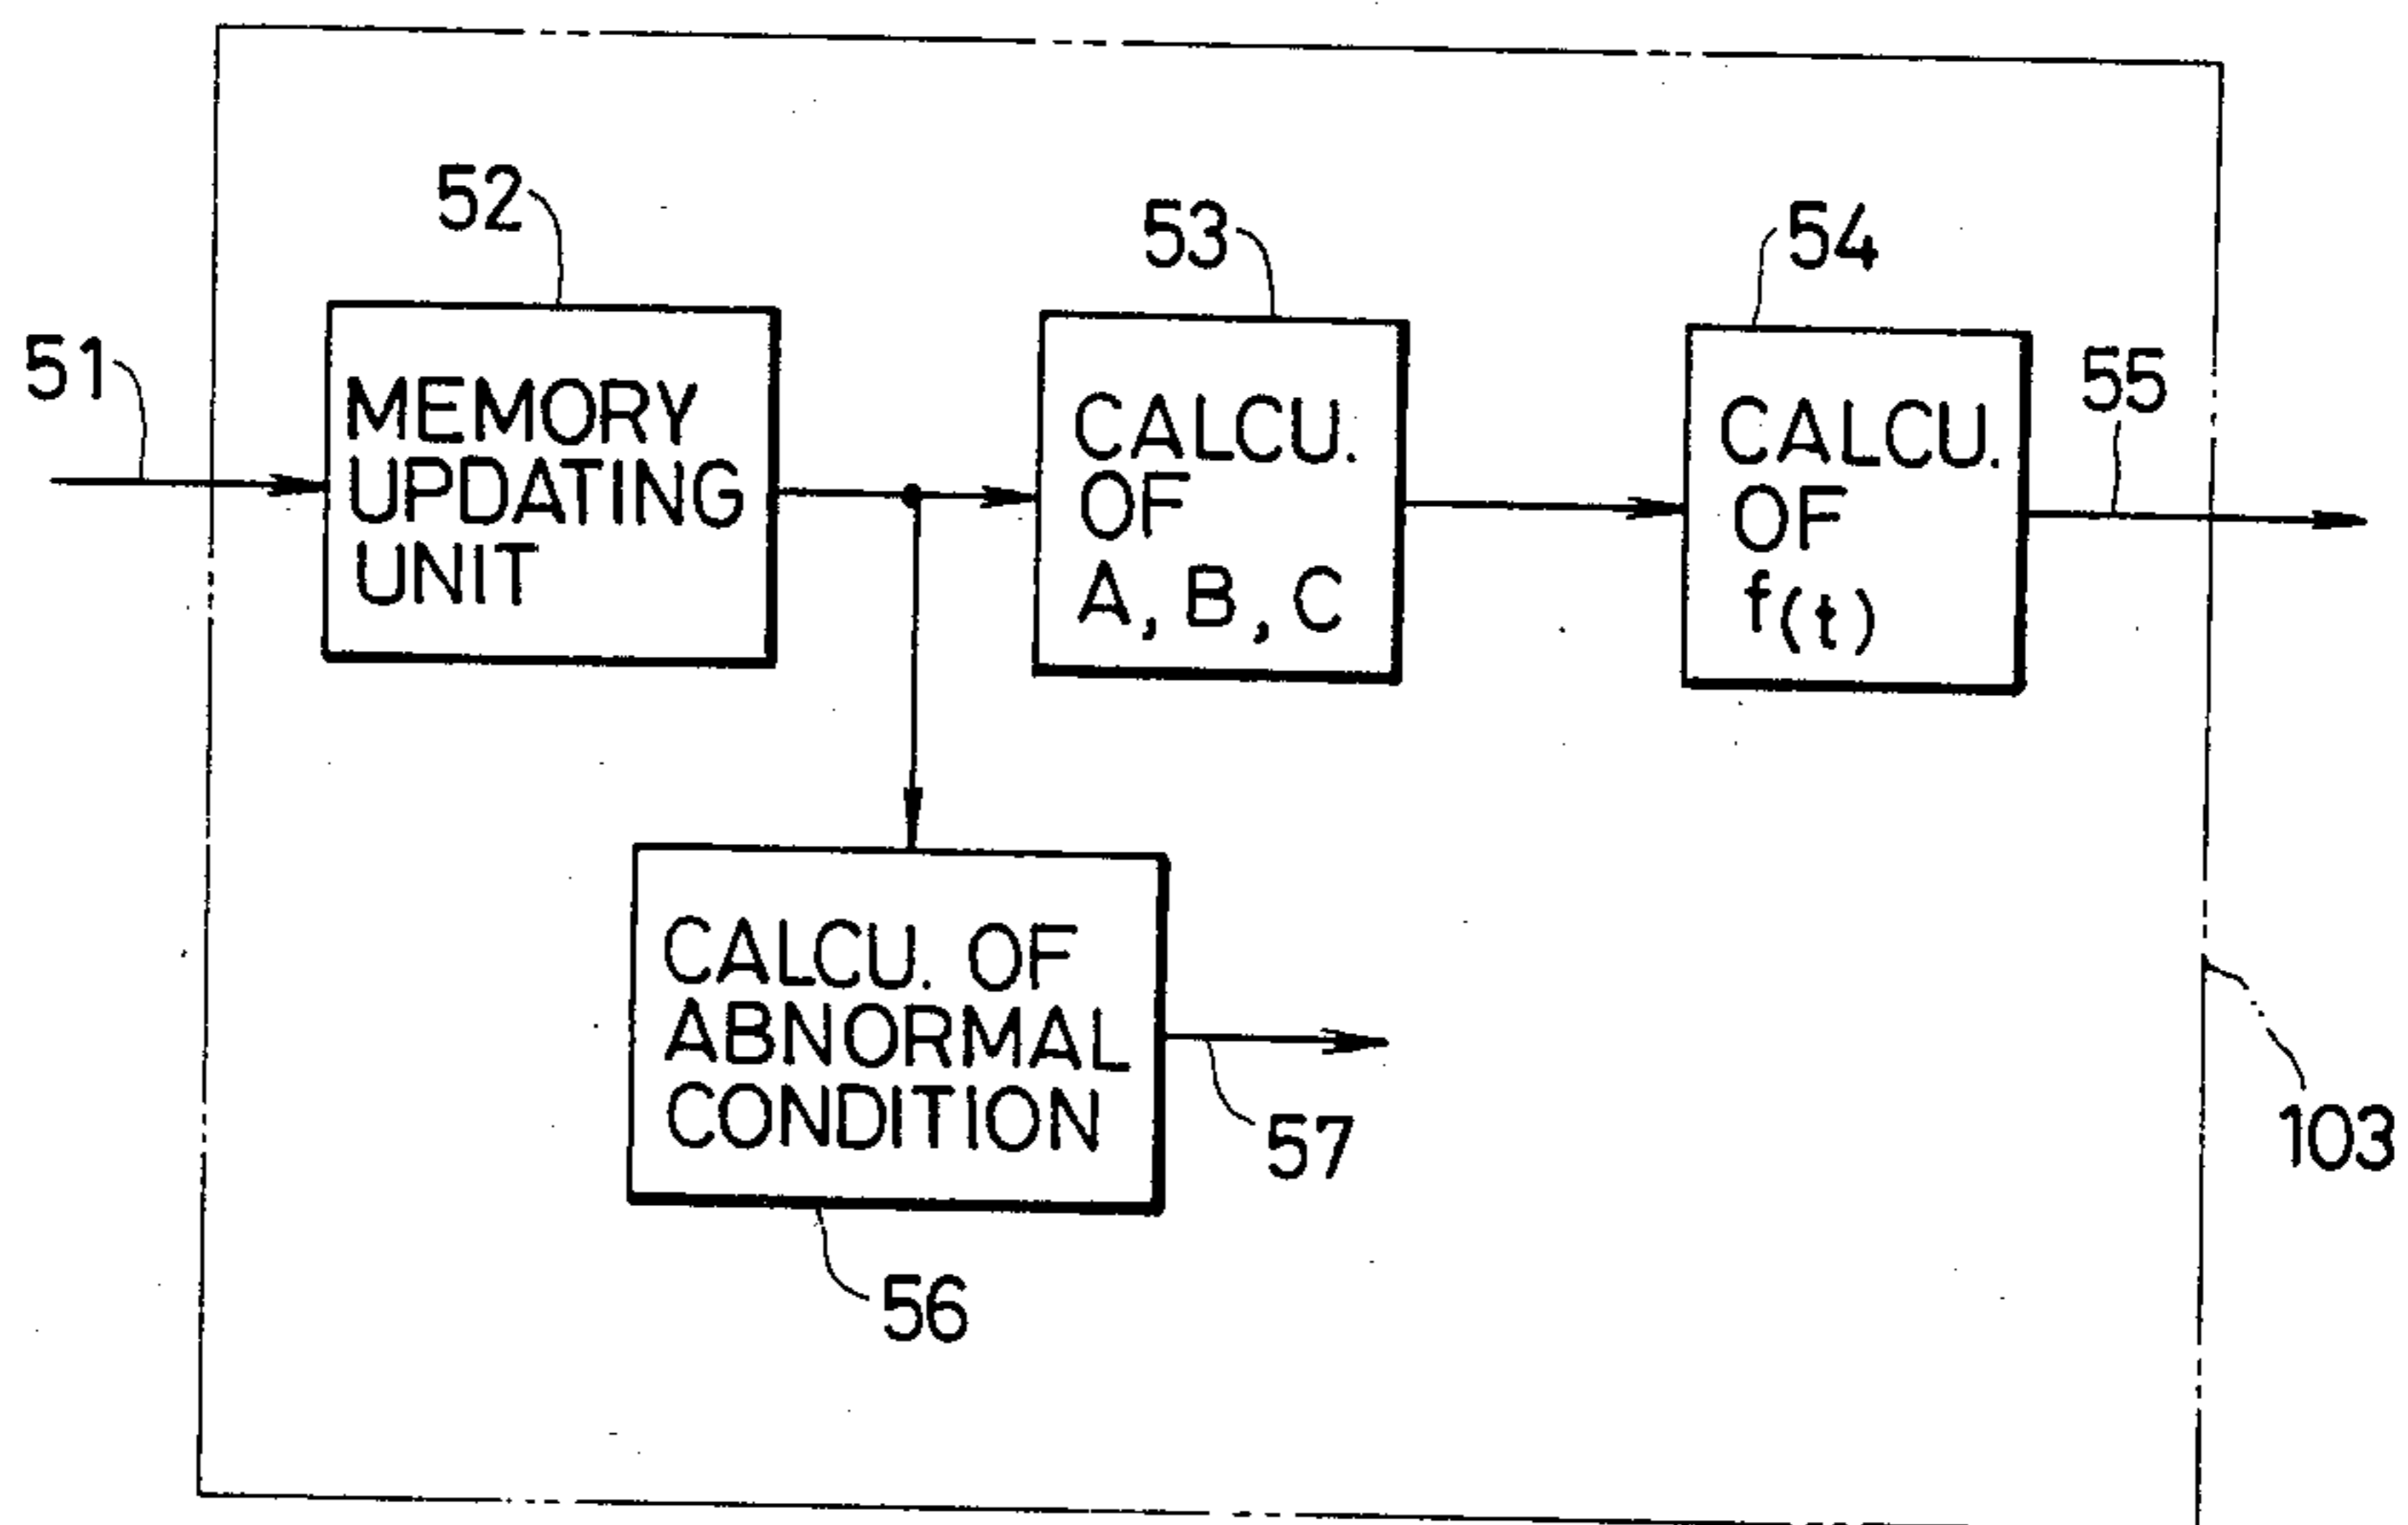 52
53
54
51
55
MEMORY
UPDATING
UNIT
CALCU.
OF
A, B, C
CALCU.
OF
f(t)
CALCU. OF
ABNORMAL
CONDITION
57
103
56